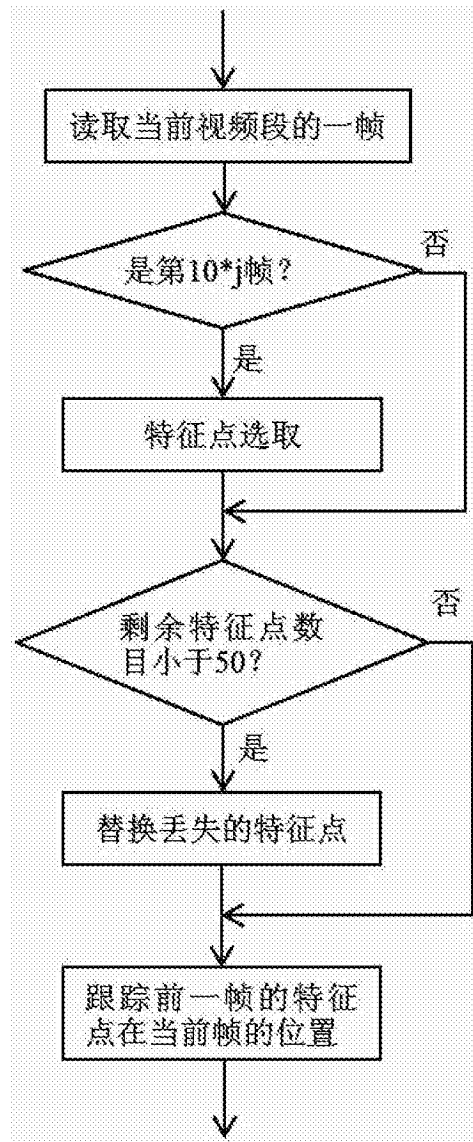 读取当前视频段的一帧
是第10*j帧?
否
是
特征点选取
剩余特征点数
目小于50?
否
是
替换丢失的特征点
跟踪前一帧的特征
点在当前帧的位置